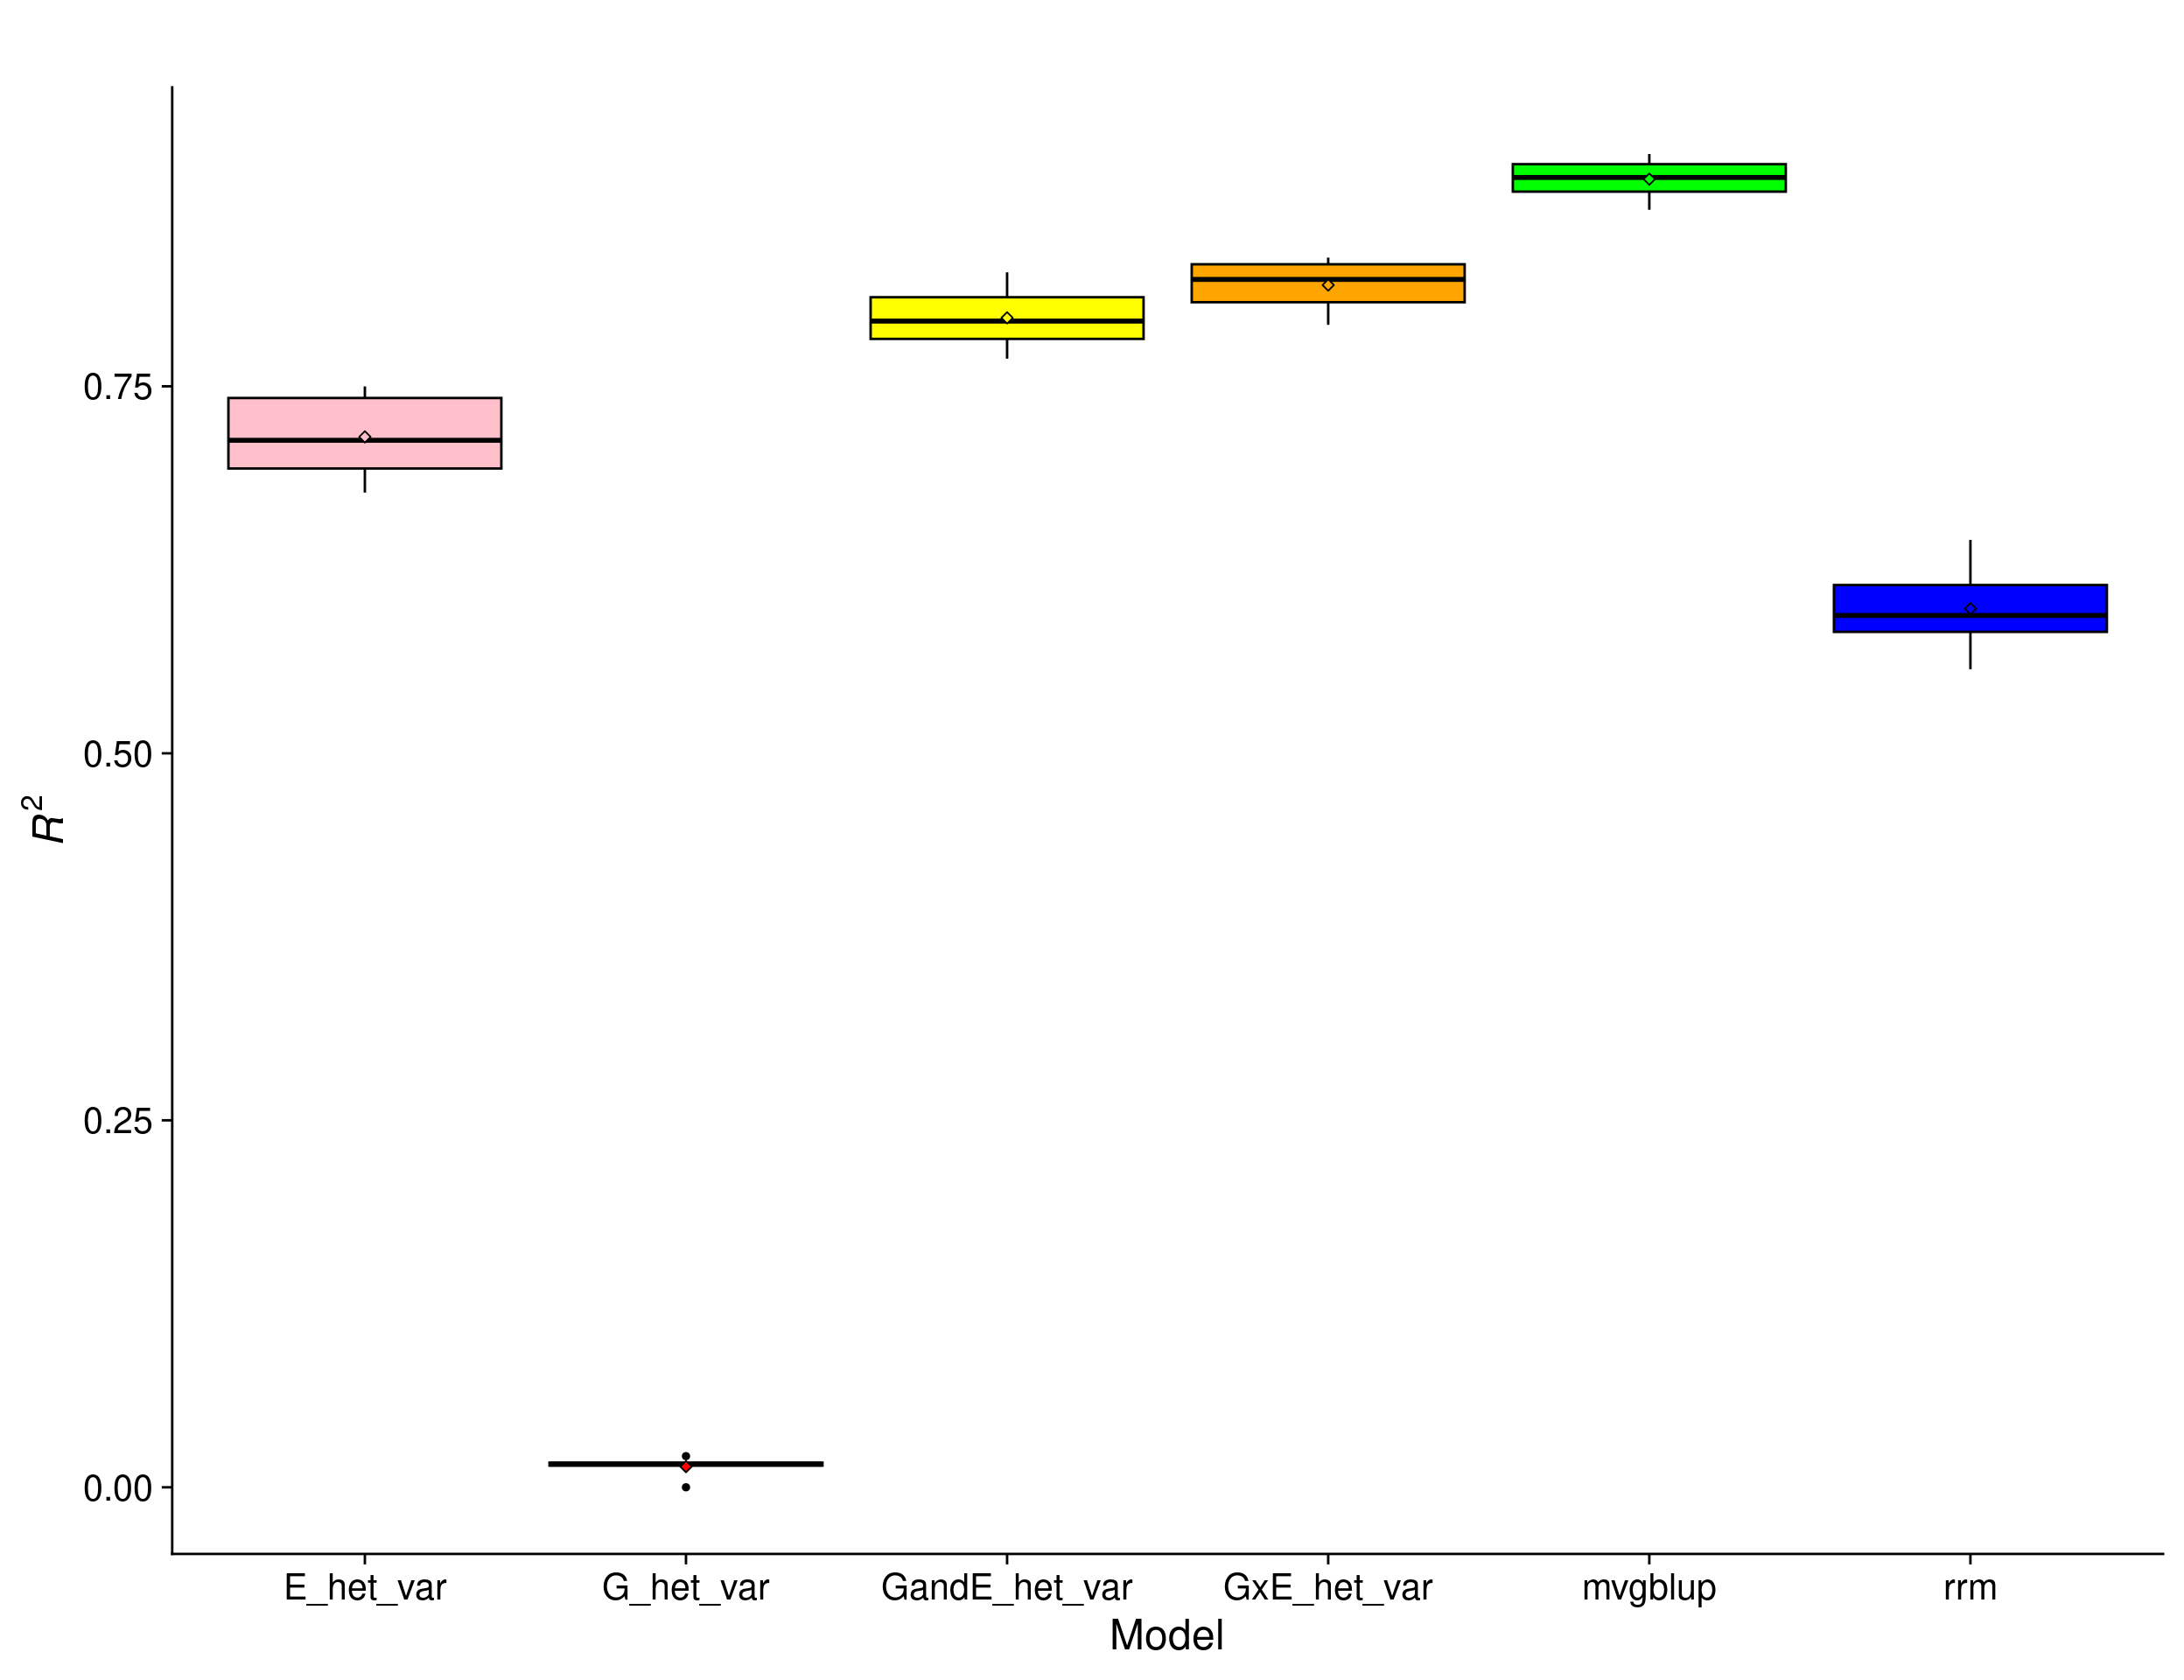 R²
0.75
0.50
0.25
0.00
E_het_var
G_het_var
GandE_het_var
GxE_het_var
mvgblup
rrm
Model